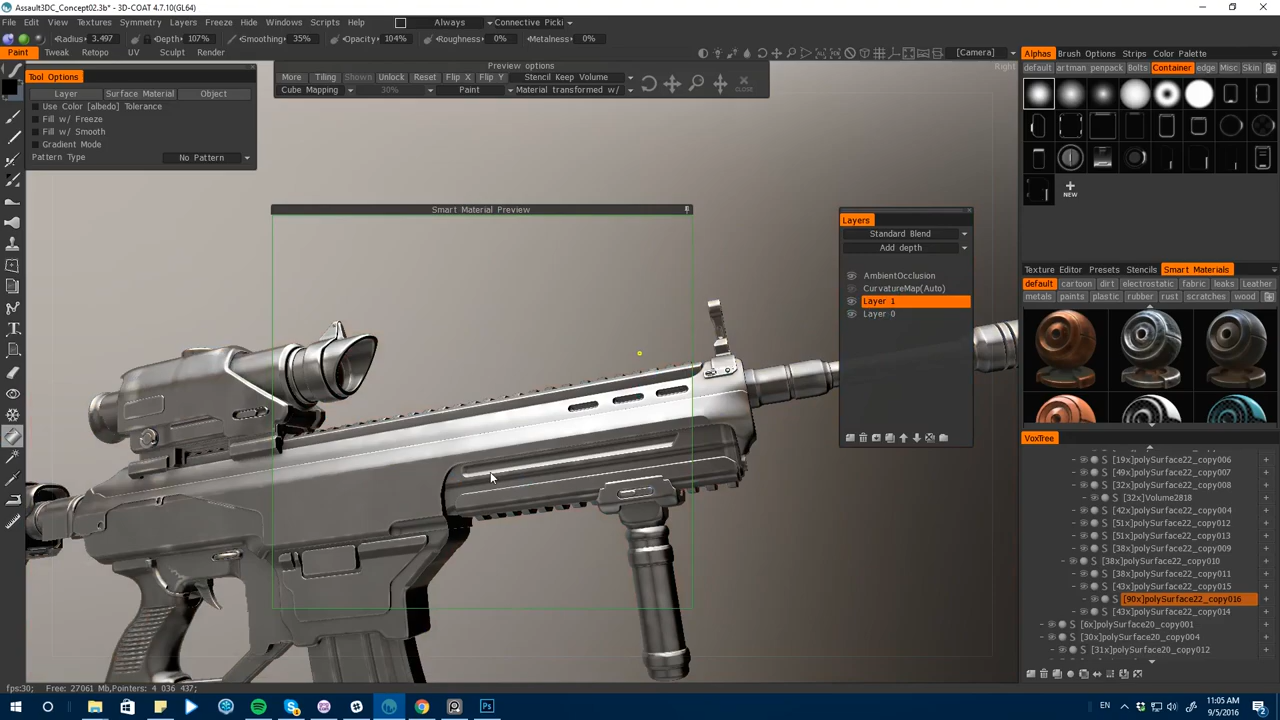 Assault3DC_Concept02.3b* - 3D-COAT 4.7.10(GL64)
File Edit View Textures Symmetry Layers Freeze Hide Windows Scripts Help Always Connective Picki
Radius 3.497 Depth 107% Smoothing 35% Opacity 104% Roughness 0% Metalness 0%
Paint Tweak Retopo UV Sculpt Render [Camera]
Preview options
Right
Tool Options
Layer Surface Material Object
Use Color [albedo] Tolerance
Fill w/ Freeze
Fill w/ Smooth
Gradient Mode
Pattern Type No Pattern
More Tiling Shown Unlock Reset Flip X Flip Y Stencil Keep Volume
Cube Mapping 30% Paint Material transformed w/ CLOSE
Smart Material Preview
Layers
Standard Blend
Add depth
AmbientOcclusion
CurvatureMap(Auto)
Layer 1
Layer 0
Alphas Brush Options Strips Color Palette
default artman penpack Bolts Container edge Misc Skin
NEW
Texture Editor Presets Stencils Smart Materials
default cartoon dirt electrostatic fabric leaks Leather
metals paints plastic rubber rust scratches wood
VoxTree
S [19x]polySurface22_copy006 +
S [49x]polySurface22_copy007 +
S [32x]polySurface22_copy008 +
S [32x]Volume2818 +
S [42x]polySurface22_copy004 +
S [51x]polySurface22_copy012 +
S [51x]polySurface22_copy013 +
S [38x]polySurface22_copy009 +
S [38x]polySurface22_copy010 +
S [38x]polySurface22_copy011 +
S [43x]polySurface22_copy015 +
S [90x]polySurface22_copy016 +
S [43x]polySurface22_copy014 +
S [6x]polySurface20_copy001 +
S [30x]polySurface20_copy004 +
S [31x]polySurface20_copy012 +
fps:30; Free: 27061 Mb,Pointers: 4 036 437;
ENG
11:05 AM
9/5/2016